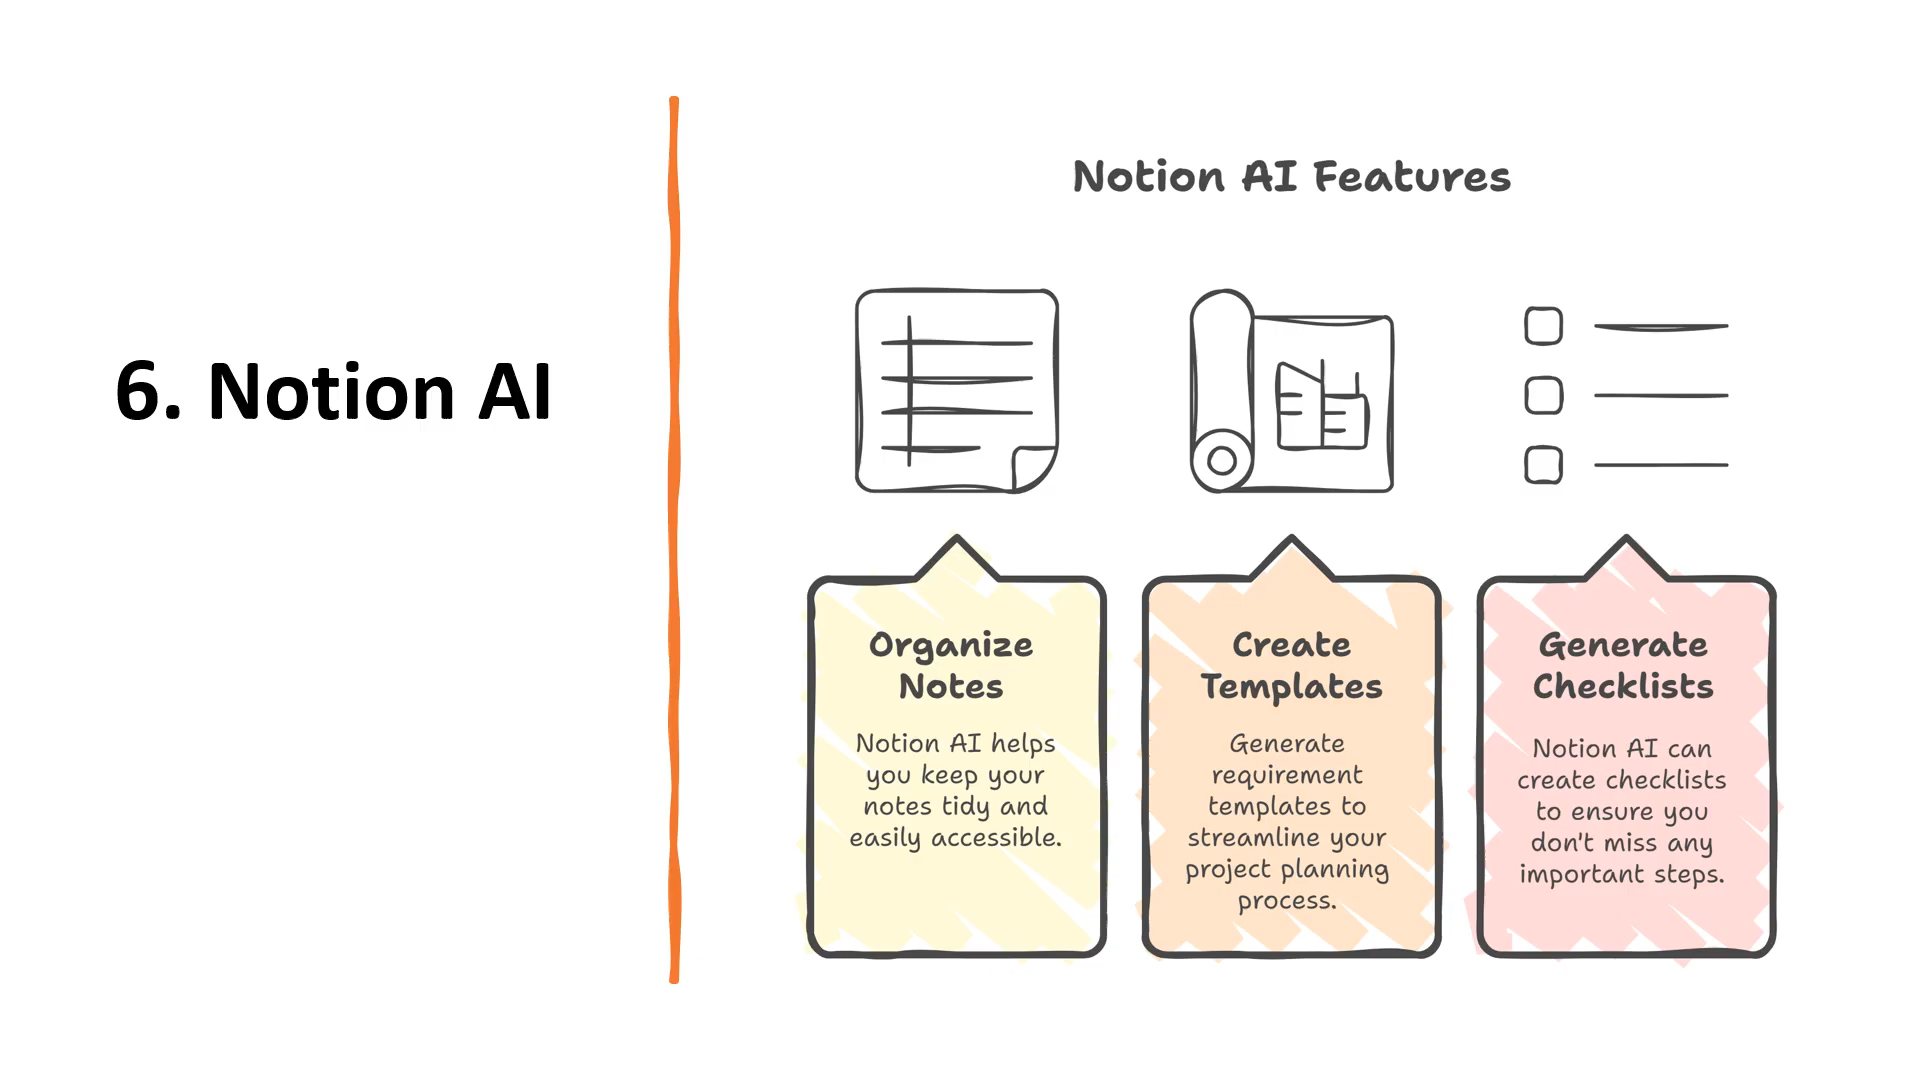 6. Notion AI
Notion AI Features
Organize
Notes
Notion AI helps
you keep your
notes tidy and
easily accessible.
Create
Templates
Generate
requirement
templates to
streamline your
project planning
process.
Generate
Checklists
Notion AI can
create checklists
to ensure you
don't miss any
important steps.